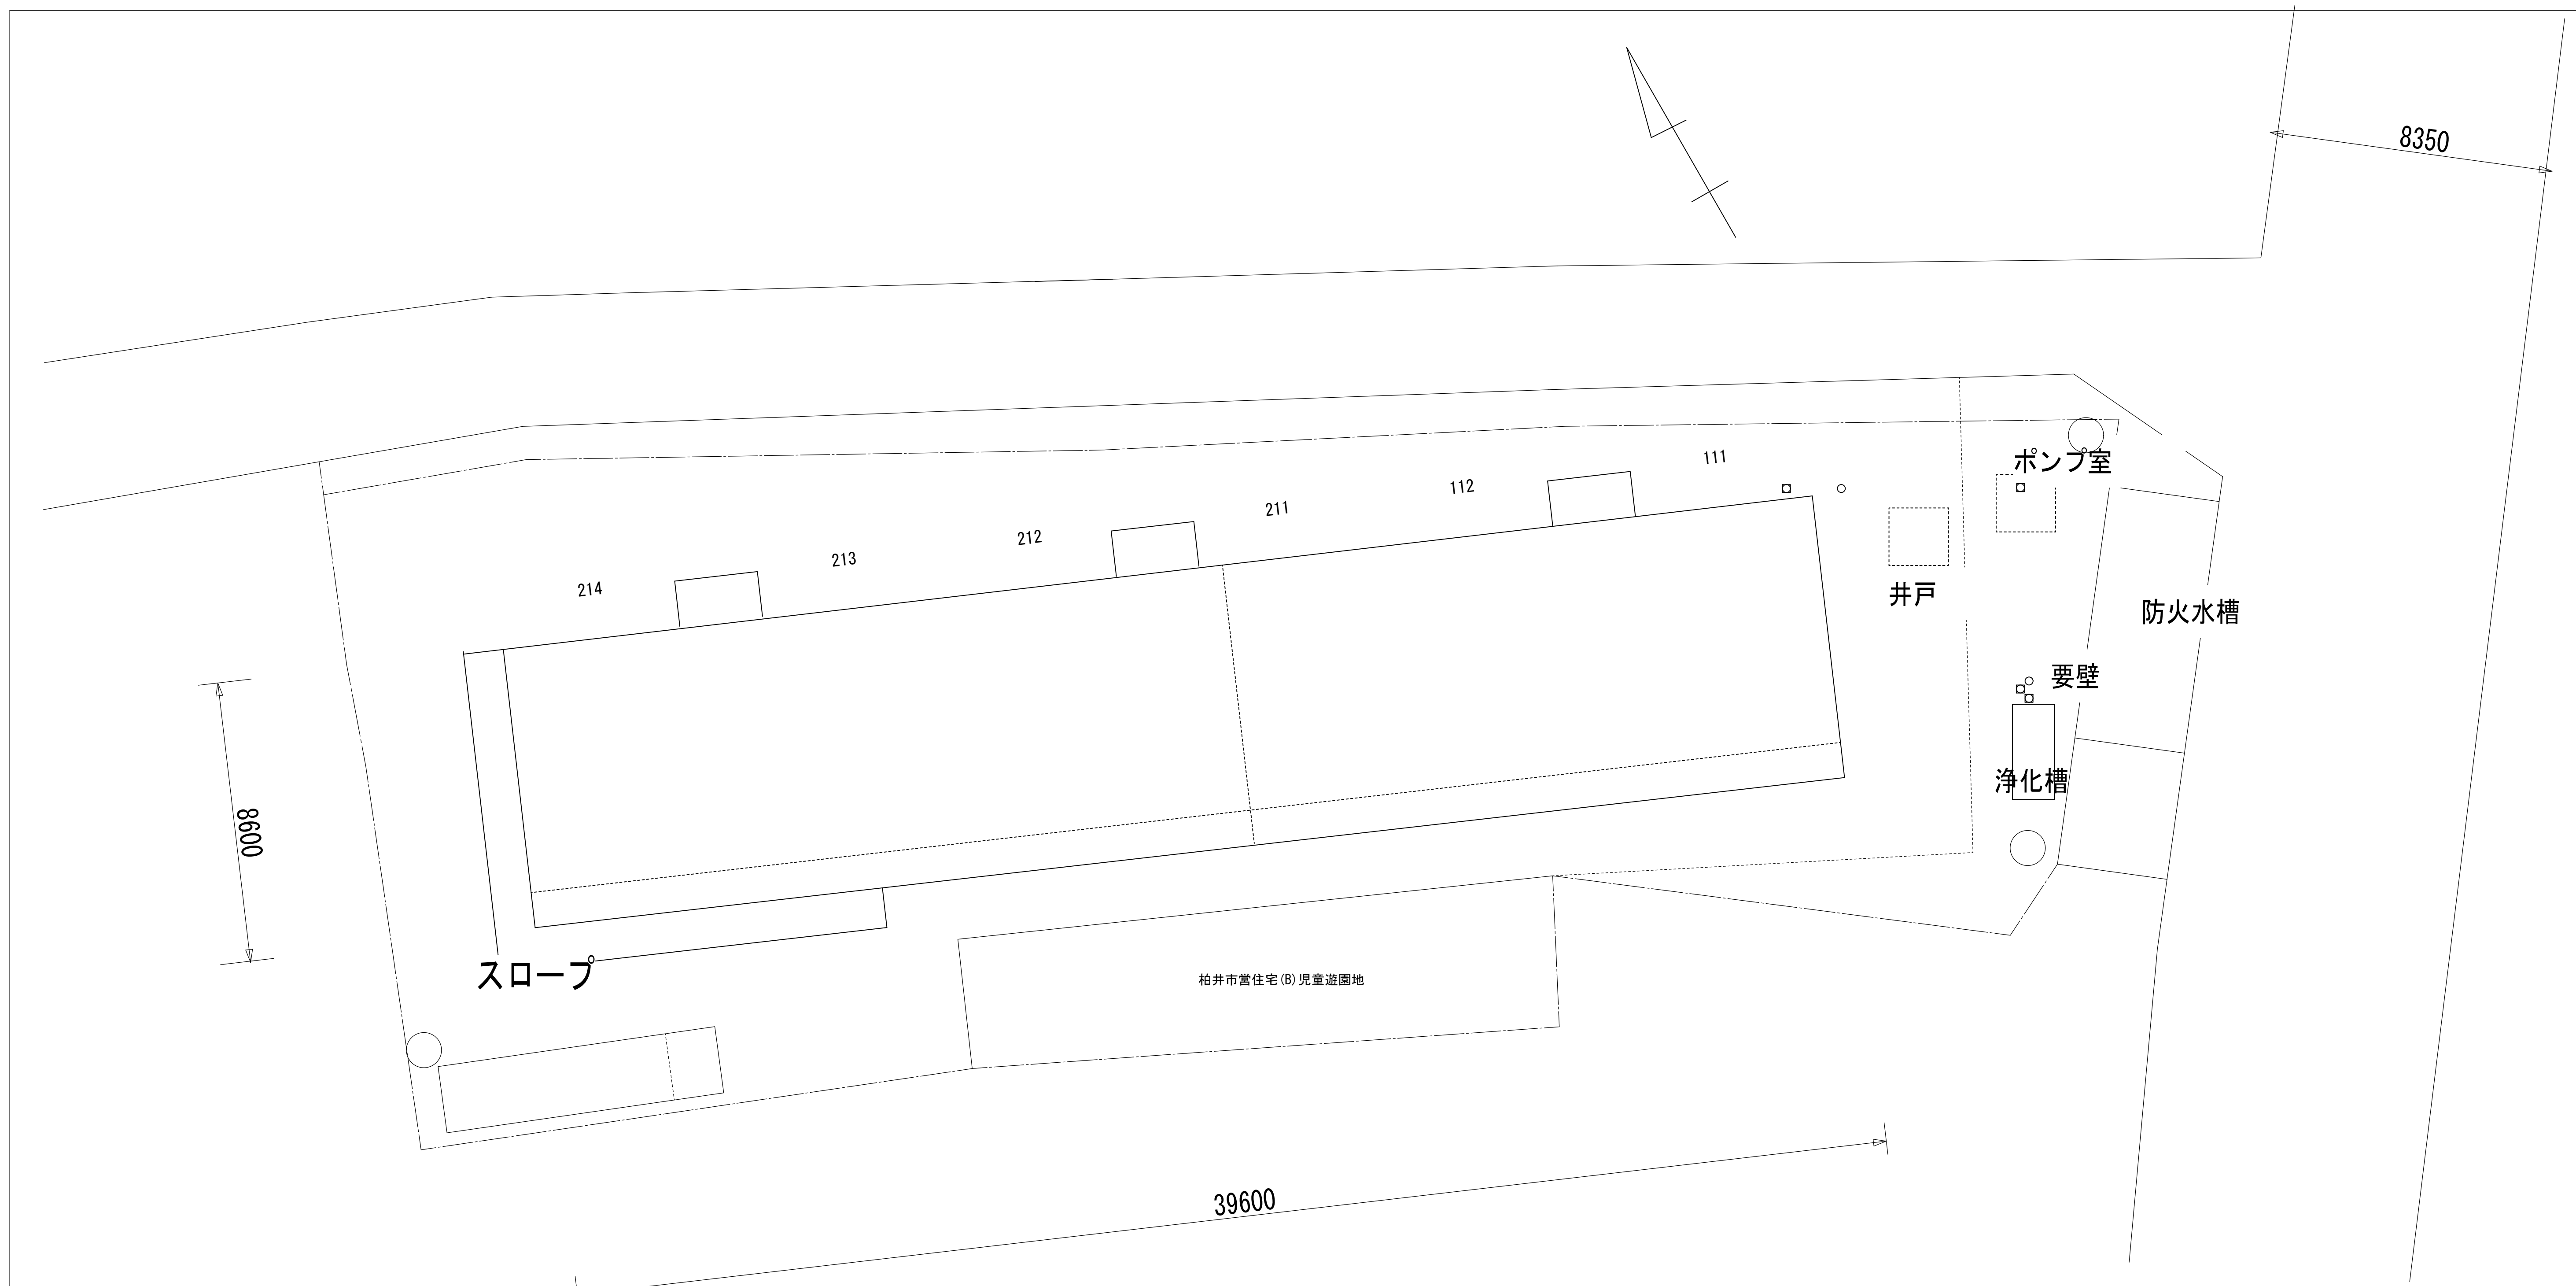 8350
ポンプ室
111
112
211
212
213
214
井戸
防火水槽
要壁
浄化槽
8600
スロープ
柏井市営住宅(B)児童遊園地
39600